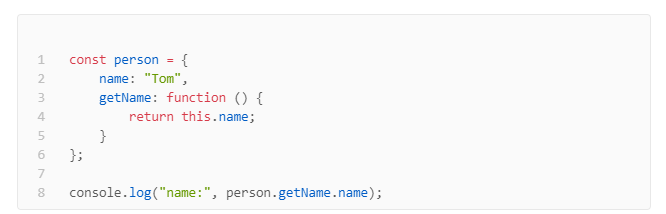 1 const person = {
2     name: "Tom",
3     getName: function () {
4         return this.name;
5     }
6 };
7
8 console.log("name:", person.getName.name);